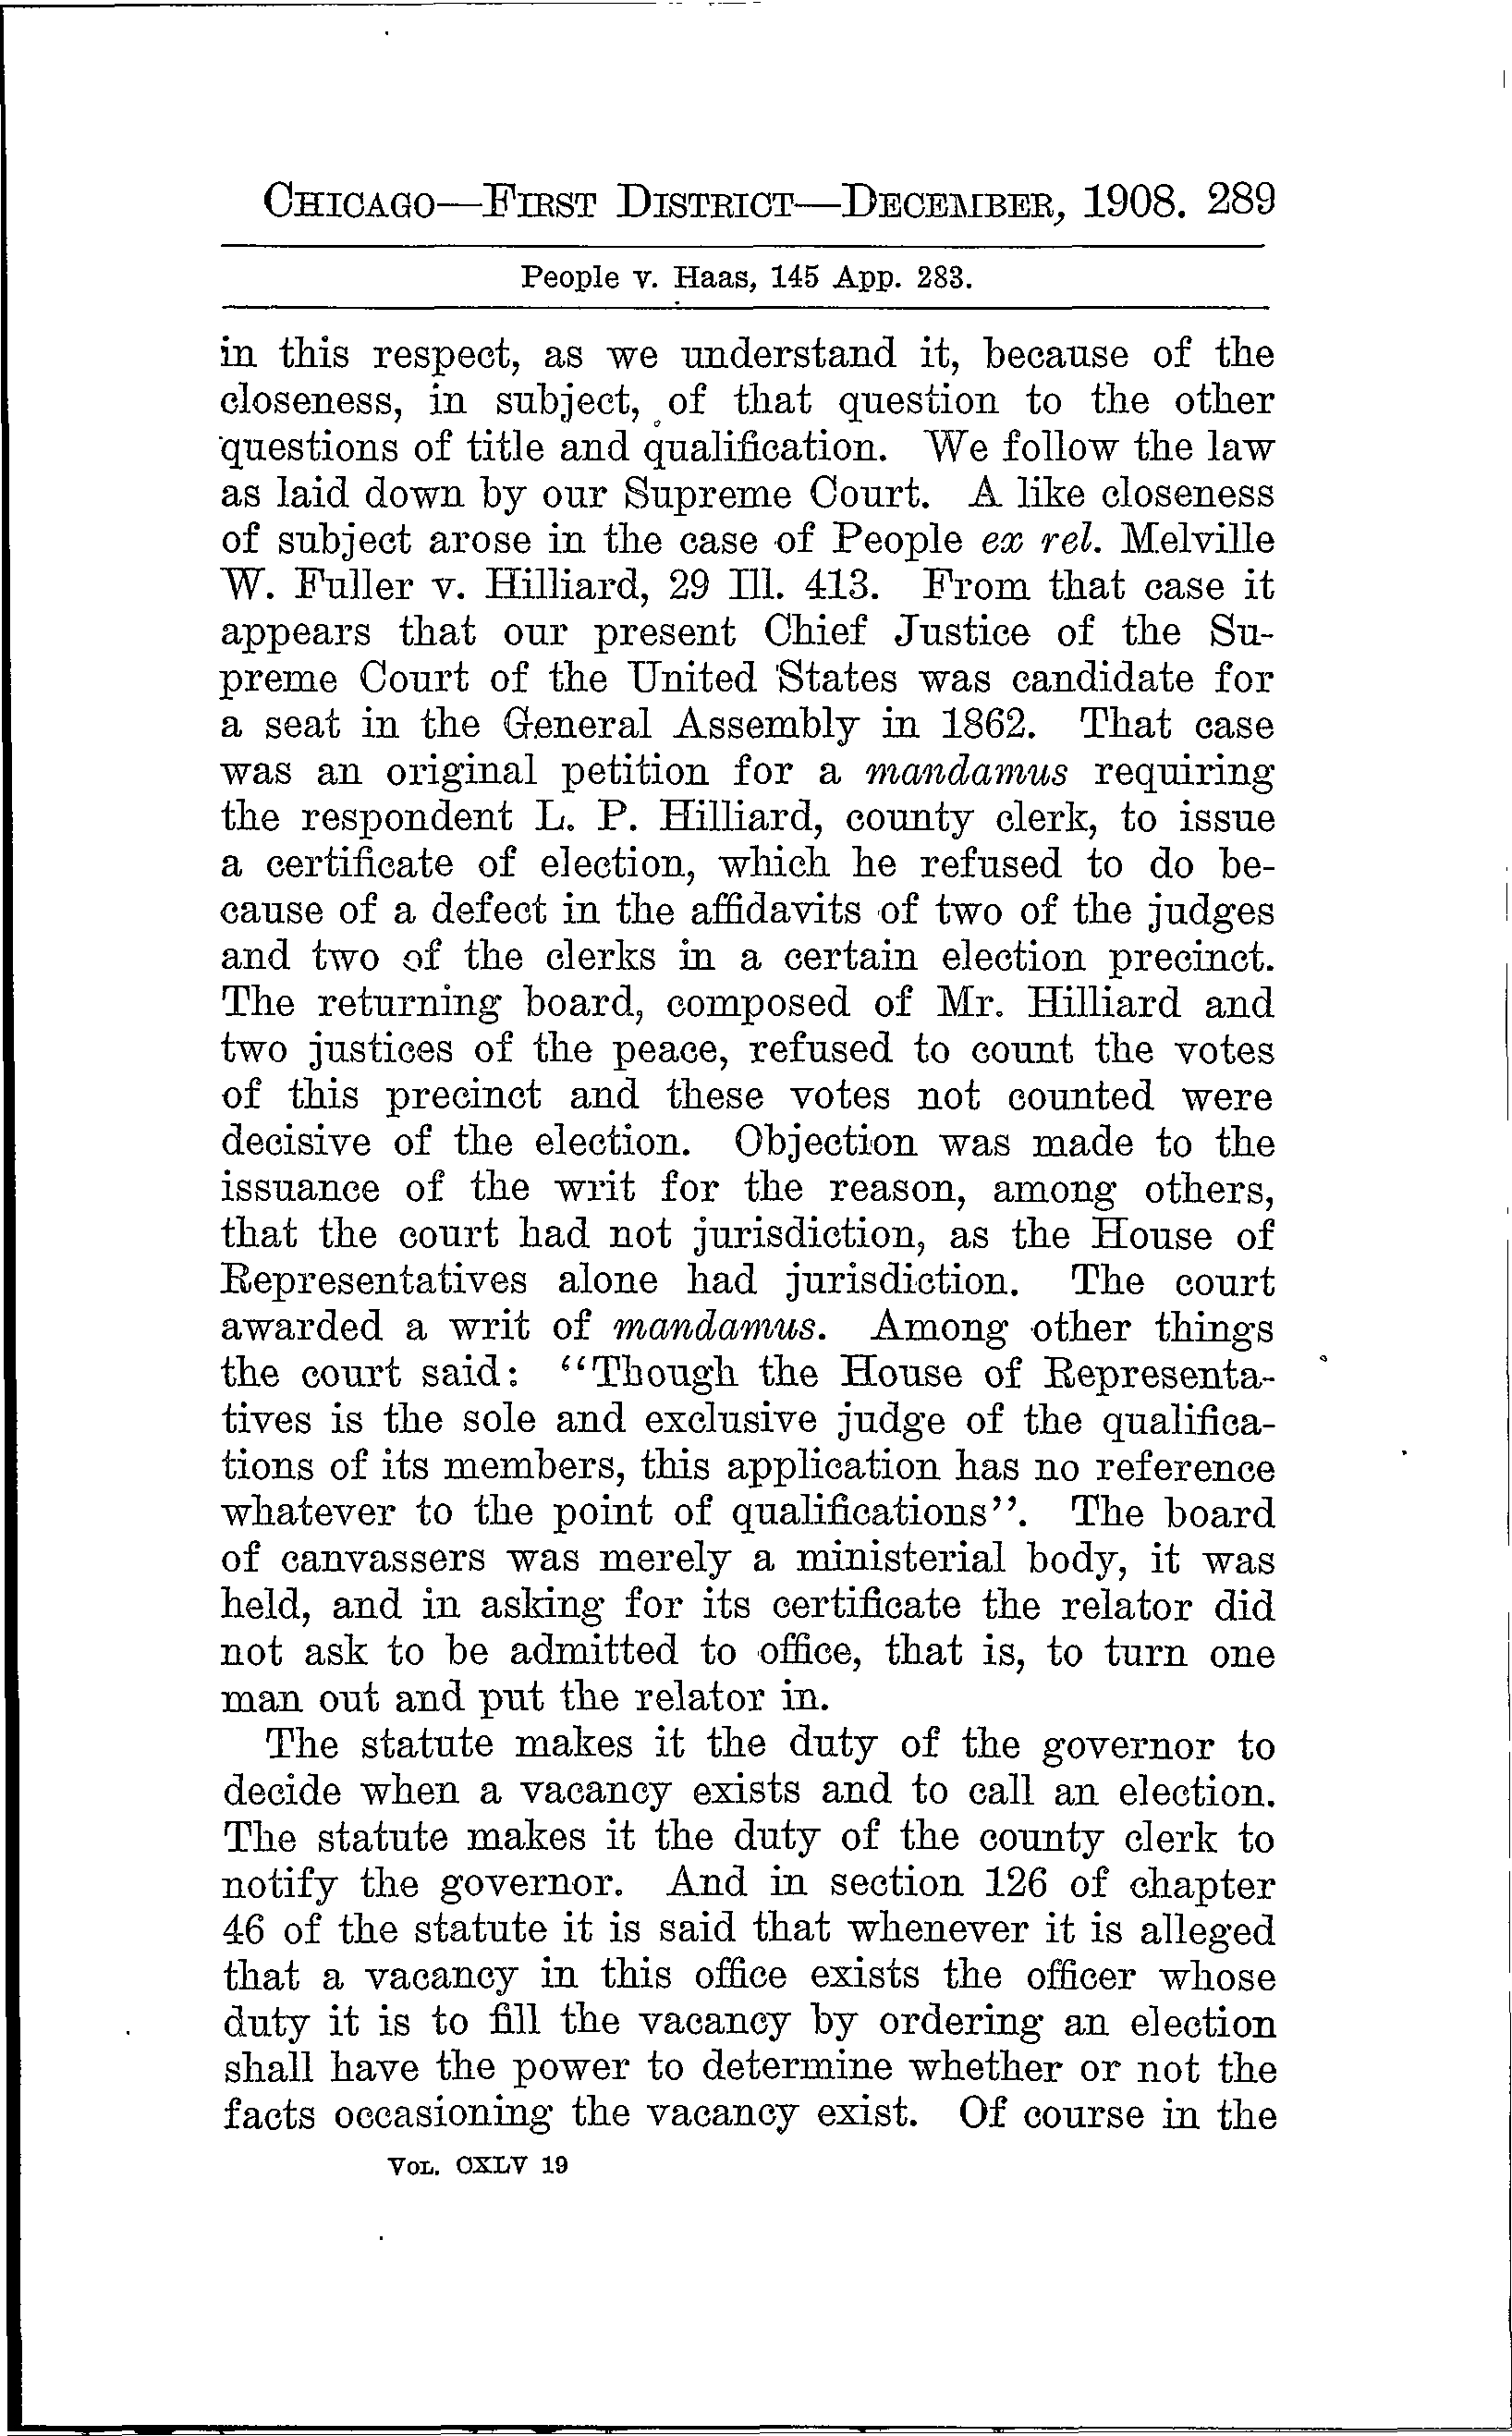 CHICAGO—FIRST DISTRICT—DECEMBER, 1908. 289
People v. Haas, 145 App. 283.
in this respect, as we understand it, because of the
closeness, in subject, of that question to the other
questions of title and qualification. We follow the law
as laid down by our Supreme Court. A like closeness
of subject arose in the case of People ex rel. Melville
W. Fuller v. Hilliard, 29 Ill. 413. From that case it
appears that our present Chief Justice of the Su-
preme Court of the United States was candidate for
a seat in the General Assembly in 1862. That case
was an original petition for a mandamus requiring
the respondent L. P. Hilliard, county clerk, to issue
a certificate of election, which he refused to do be-
cause of a defect in the affidavits of two of the judges
and two of the clerks in a certain election precinct.
The returning board, composed of Mr. Hilliard and
two justices of the peace, refused to count the votes
of this precinct and these votes not counted were
decisive of the election. Objection was made to the
issuance of the writ for the reason, among others,
that the court had not jurisdiction, as the House of
Representatives alone had jurisdiction. The court
awarded a writ of mandamus. Among other things
the court said: "Though the House of Representa-
tives is the sole and exclusive judge of the qualifica-
tions of its members, this application has no reference
whatever to the point of qualifications". The board
of canvassers was merely a ministerial body, it was
held, and in asking for its certificate the relator did
not ask to be admitted to office, that is, to turn one
man out and put the relator in.
The statute makes it the duty of the governor to
decide when a vacancy exists and to call an election.
The statute makes it the duty of the county clerk to
notify the governor. And in section 126 of chapter
46 of the statute it is said that whenever it is alleged
that a vacancy in this office exists the officer whose
duty it is to fill the vacancy by ordering an election
shall have the power to determine whether or not the
facts occasioning the vacancy exist. Of course in the
VOL. CXLV 19